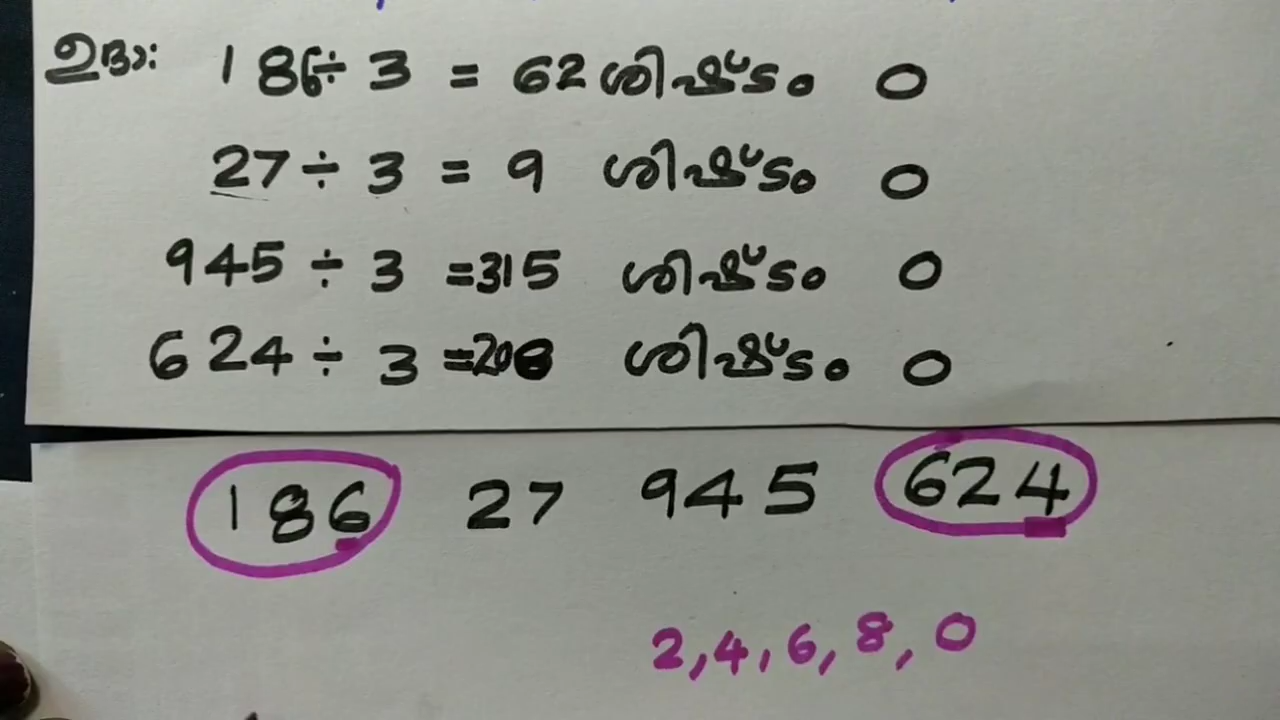 ഉദാ: 186÷ 3 = 62 ശിഷ്ടം 0
27 ÷ 3 = 9 ശിഷ്ടം 0
945 ÷ 3 =315 ശിഷ്ടം 0
624 ÷ 3 =208 ശിഷ്ടം 0
186 27 945 624
2,4,6,8,0